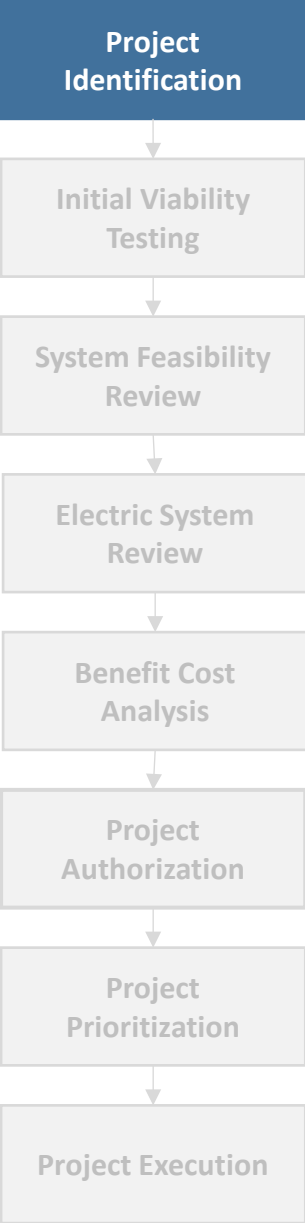 Project
Identification
Initial Viability
Testing
System Feasibility
Review
Electric System
Review
Benefit Cost
Analysis
Project
Authorization
Project
Prioritization
Project Execution